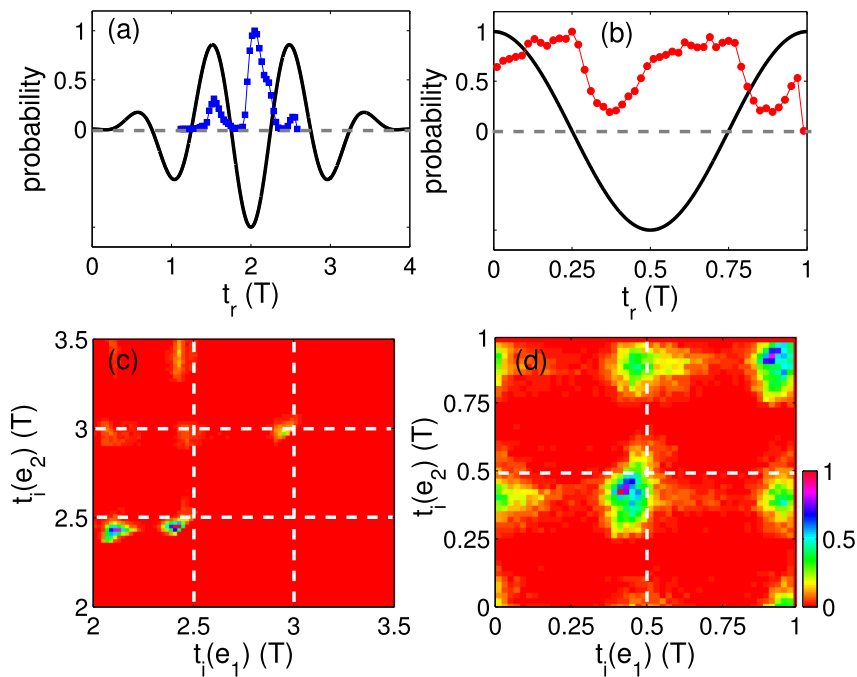 (a)
probability
1
0.5
0
0 1 2 3 4
t_r (T)
(b)
probability
1
0.5
0
0 0.25 0.5 0.75 1
t_r (T)
(c)
t_i(e_2) (T)
3.5
3
2.5
2
2 2.5 3 3.5
t_i(e_1) (T)
(d)
t_i(e_2) (T)
1
0.75
0.5
0.25
0
0 0.25 0.5 0.75 1
t_i(e_1) (T)
1
0